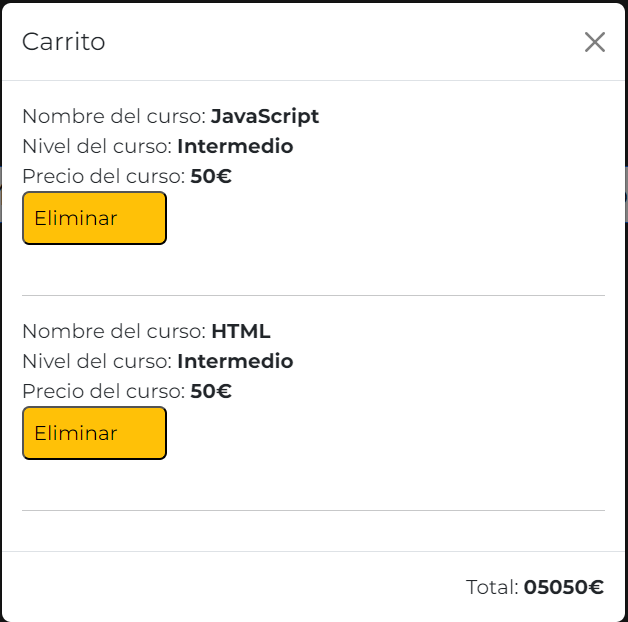 Carrito
Nombre del curso: JavaScript
Nivel del curso: Intermedio
Precio del curso: 50€
Eliminar
Nombre del curso: HTML
Nivel del curso: Intermedio
Precio del curso: 50€
Eliminar
Total: 05050€